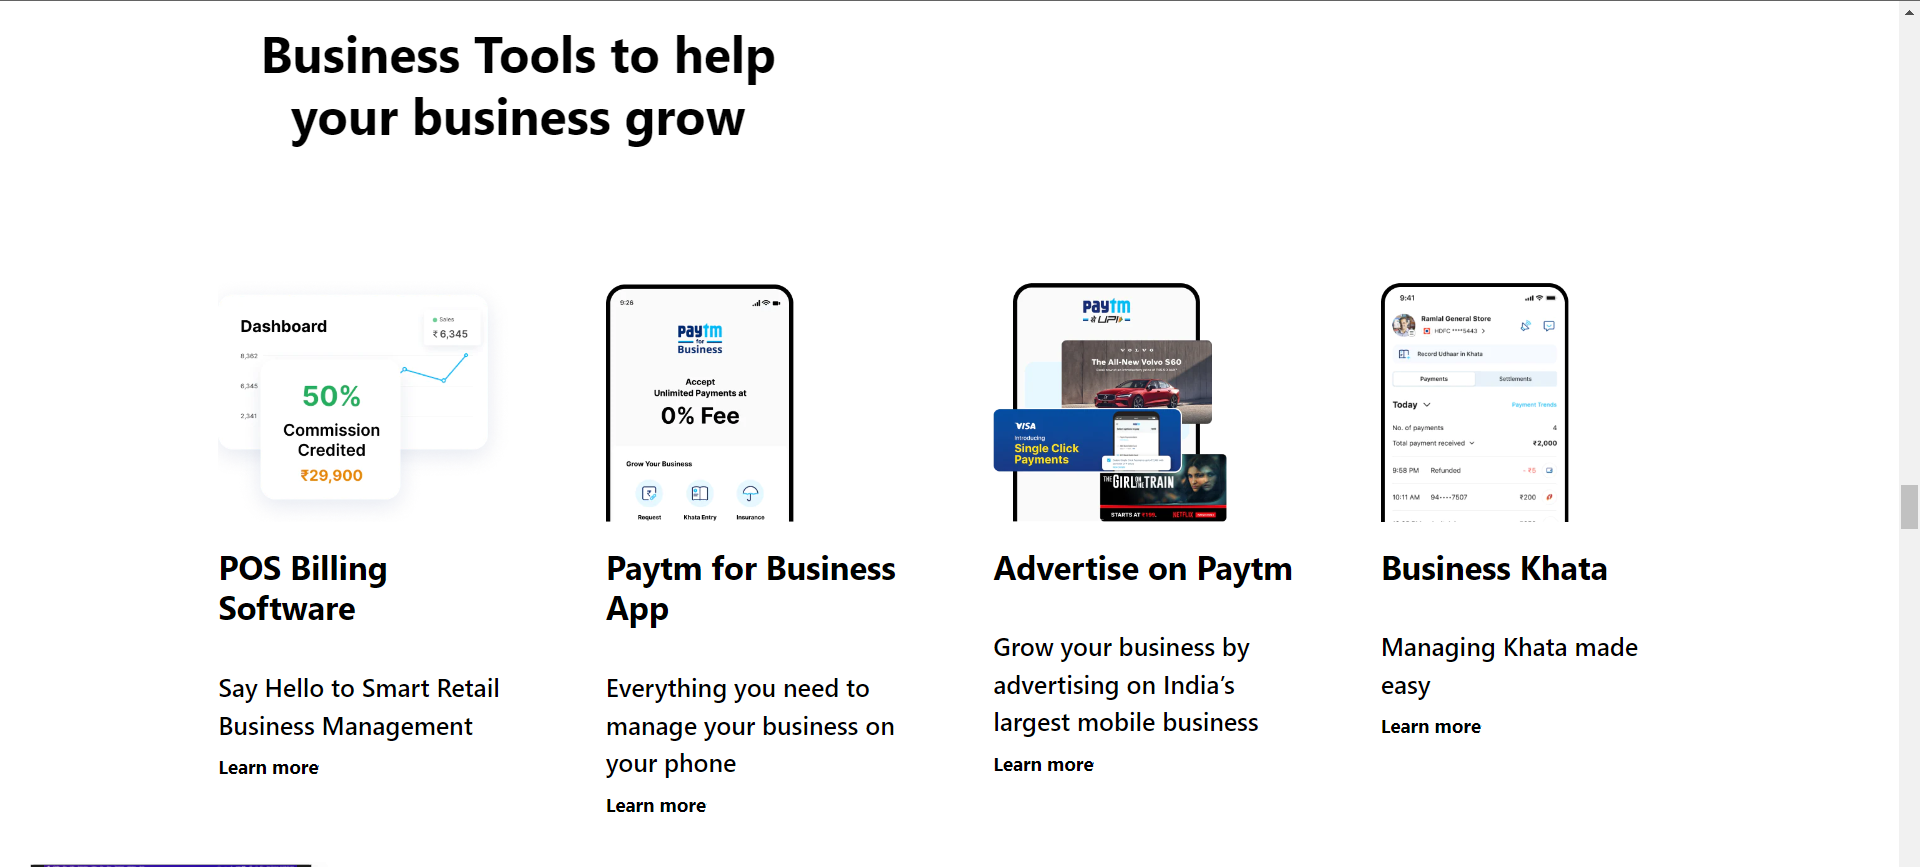 Business Tools to help
your business grow
Dashboard
Sales
₹ 6,345
8,362
6,345
2,341
50%
Commission
Credited
₹29,900
POS Billing
Software
Say Hello to Smart Retail
Business Management
Learn more
9:26
paytm
for
Business
Accept
Unlimited Payments at
0% Fee
Grow Your Business
Request
Khata Entry
Insurance
Paytm for Business
App
Everything you need to
manage your business on
your phone
Learn more
paytm
UPI
VOLVO
The All-New Volvo S60
VISA
Introducing
Single Click
Payments
THE GIRL ON THE TRAIN
STARTS AT ₹199.
NETFLIX
Advertise on Paytm
Grow your business by
advertising on India’s
largest mobile business
Learn more
9:41
Ramlal General Store
HDFC ****5443
Record Udhaar in Khata
Payments
Settlements
Today
Payment Trends
No. of payments
4
Total payment received
₹2,000
9:58 PM Refunded - ₹5
10:11 AM 94····7507 ₹200
Business Khata
Managing Khata made
easy
Learn more